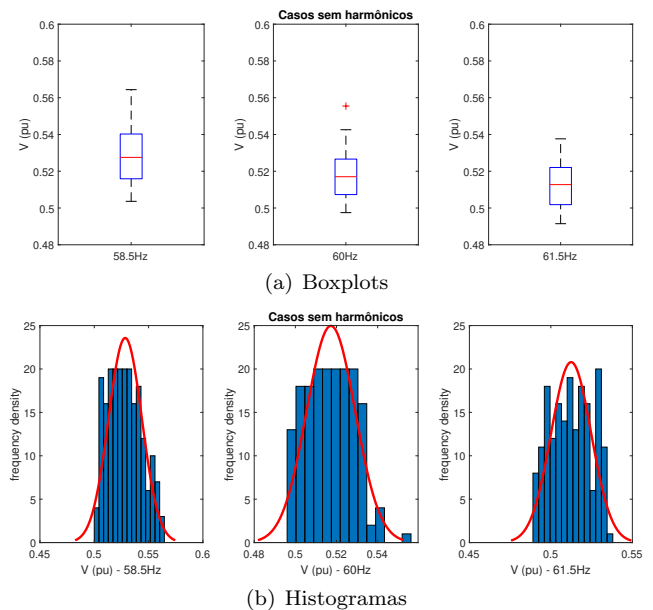 Casos sem harmônicos
0.6
0.58
0.56
0.54
0.52
0.5
0.48
V (pu)
58.5Hz
0.6
0.58
0.56
0.54
0.52
0.5
0.48
V (pu)
60Hz
0.6
0.58
0.56
0.54
0.52
0.5
0.48
V (pu)
61.5Hz
(a) Boxplots
Casos sem harmônicos
25
20
15
10
5
0
frequency density
0.45 0.5 0.55 0.6
V (pu) - 58.5Hz
25
20
15
10
5
0
frequency density
0.48 0.5 0.52 0.54
V (pu) - 60Hz
25
20
15
10
5
0
frequency density
0.45 0.5 0.55
V (pu) - 61.5Hz
(b) Histogramas